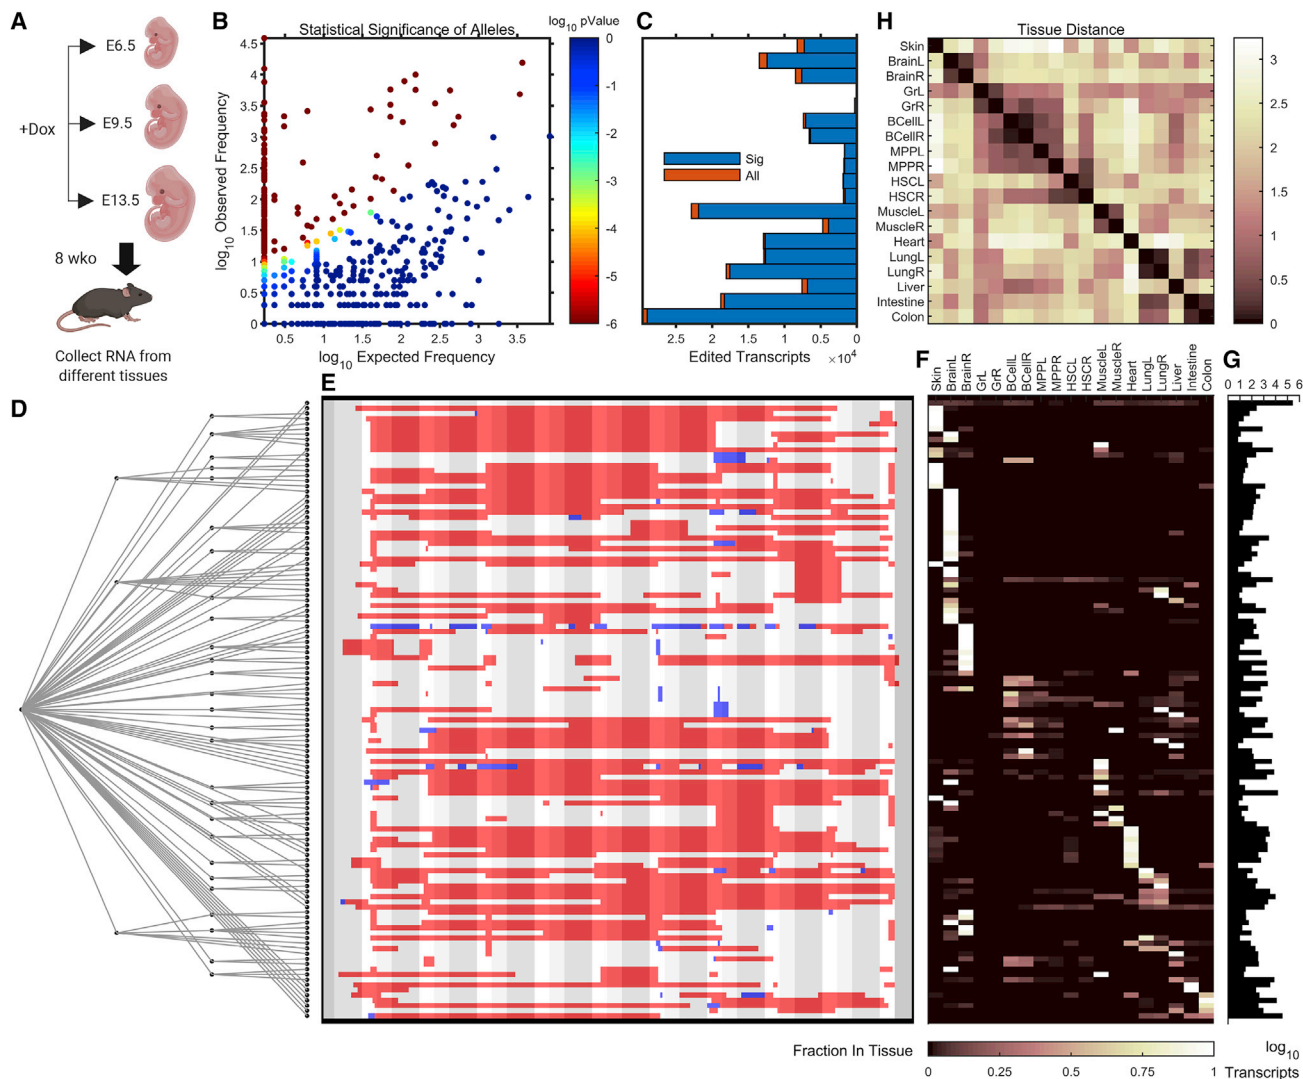 A
+Dox
E6.5
E9.5
E13.5
8 wko
Collect RNA from
different tissues
B
Statistical Significance of Alleles
log10 pValue
log10 Observed Frequency
4.5
4
3.5
3
2.5
2
1.5
1
0.5
0
0.5
1.5
2.5
3.5
log10 Expected Frequency
0
-1
-2
-3
-4
-5
-6
C
Sig
All
2.5
2
1.5
1
0.5
0
Edited Transcripts
×10^4
H
Tissue Distance
Skin
BrainL
BrainR
GrL
GrR
BCellL
BCellR
MPPL
MPPR
HSCL
HSCR
MuscleL
MuscleR
Heart
LungL
LungR
Liver
Intestine
Colon
3
2.5
2
1.5
1
0.5
0
D
E
F
Skin
BrainL
BrainR
GrL
GrR
BCellL
BCellR
MPPL
MPPR
HSCL
HSCR
MuscleL
MuscleR
Heart
LungL
LungR
Liver
Intestine
Colon
G
0 1 2 3 4 5 6
Fraction In Tissue
0
0.25
0.5
0.75
1
log10
Transcripts